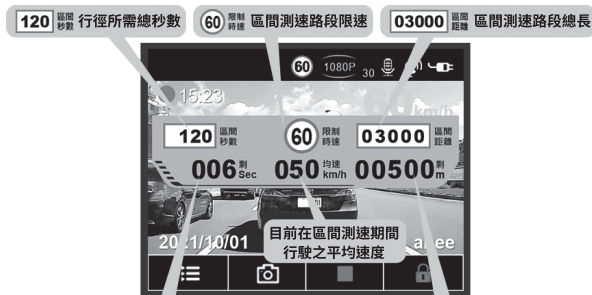 120 區間秒數 行徑所需總秒數
60 限制時速 區間測速路段限速
03000 區間距離 區間測速路段總長
60 1080P 30
15:23
km/h
120 區間秒數 60 限制時速 03000 區間距離
006 剩 Sec 050 均速 km/h 00500 剩 m
目前在區間測速期間
行駛之平均速度
2021/10/01